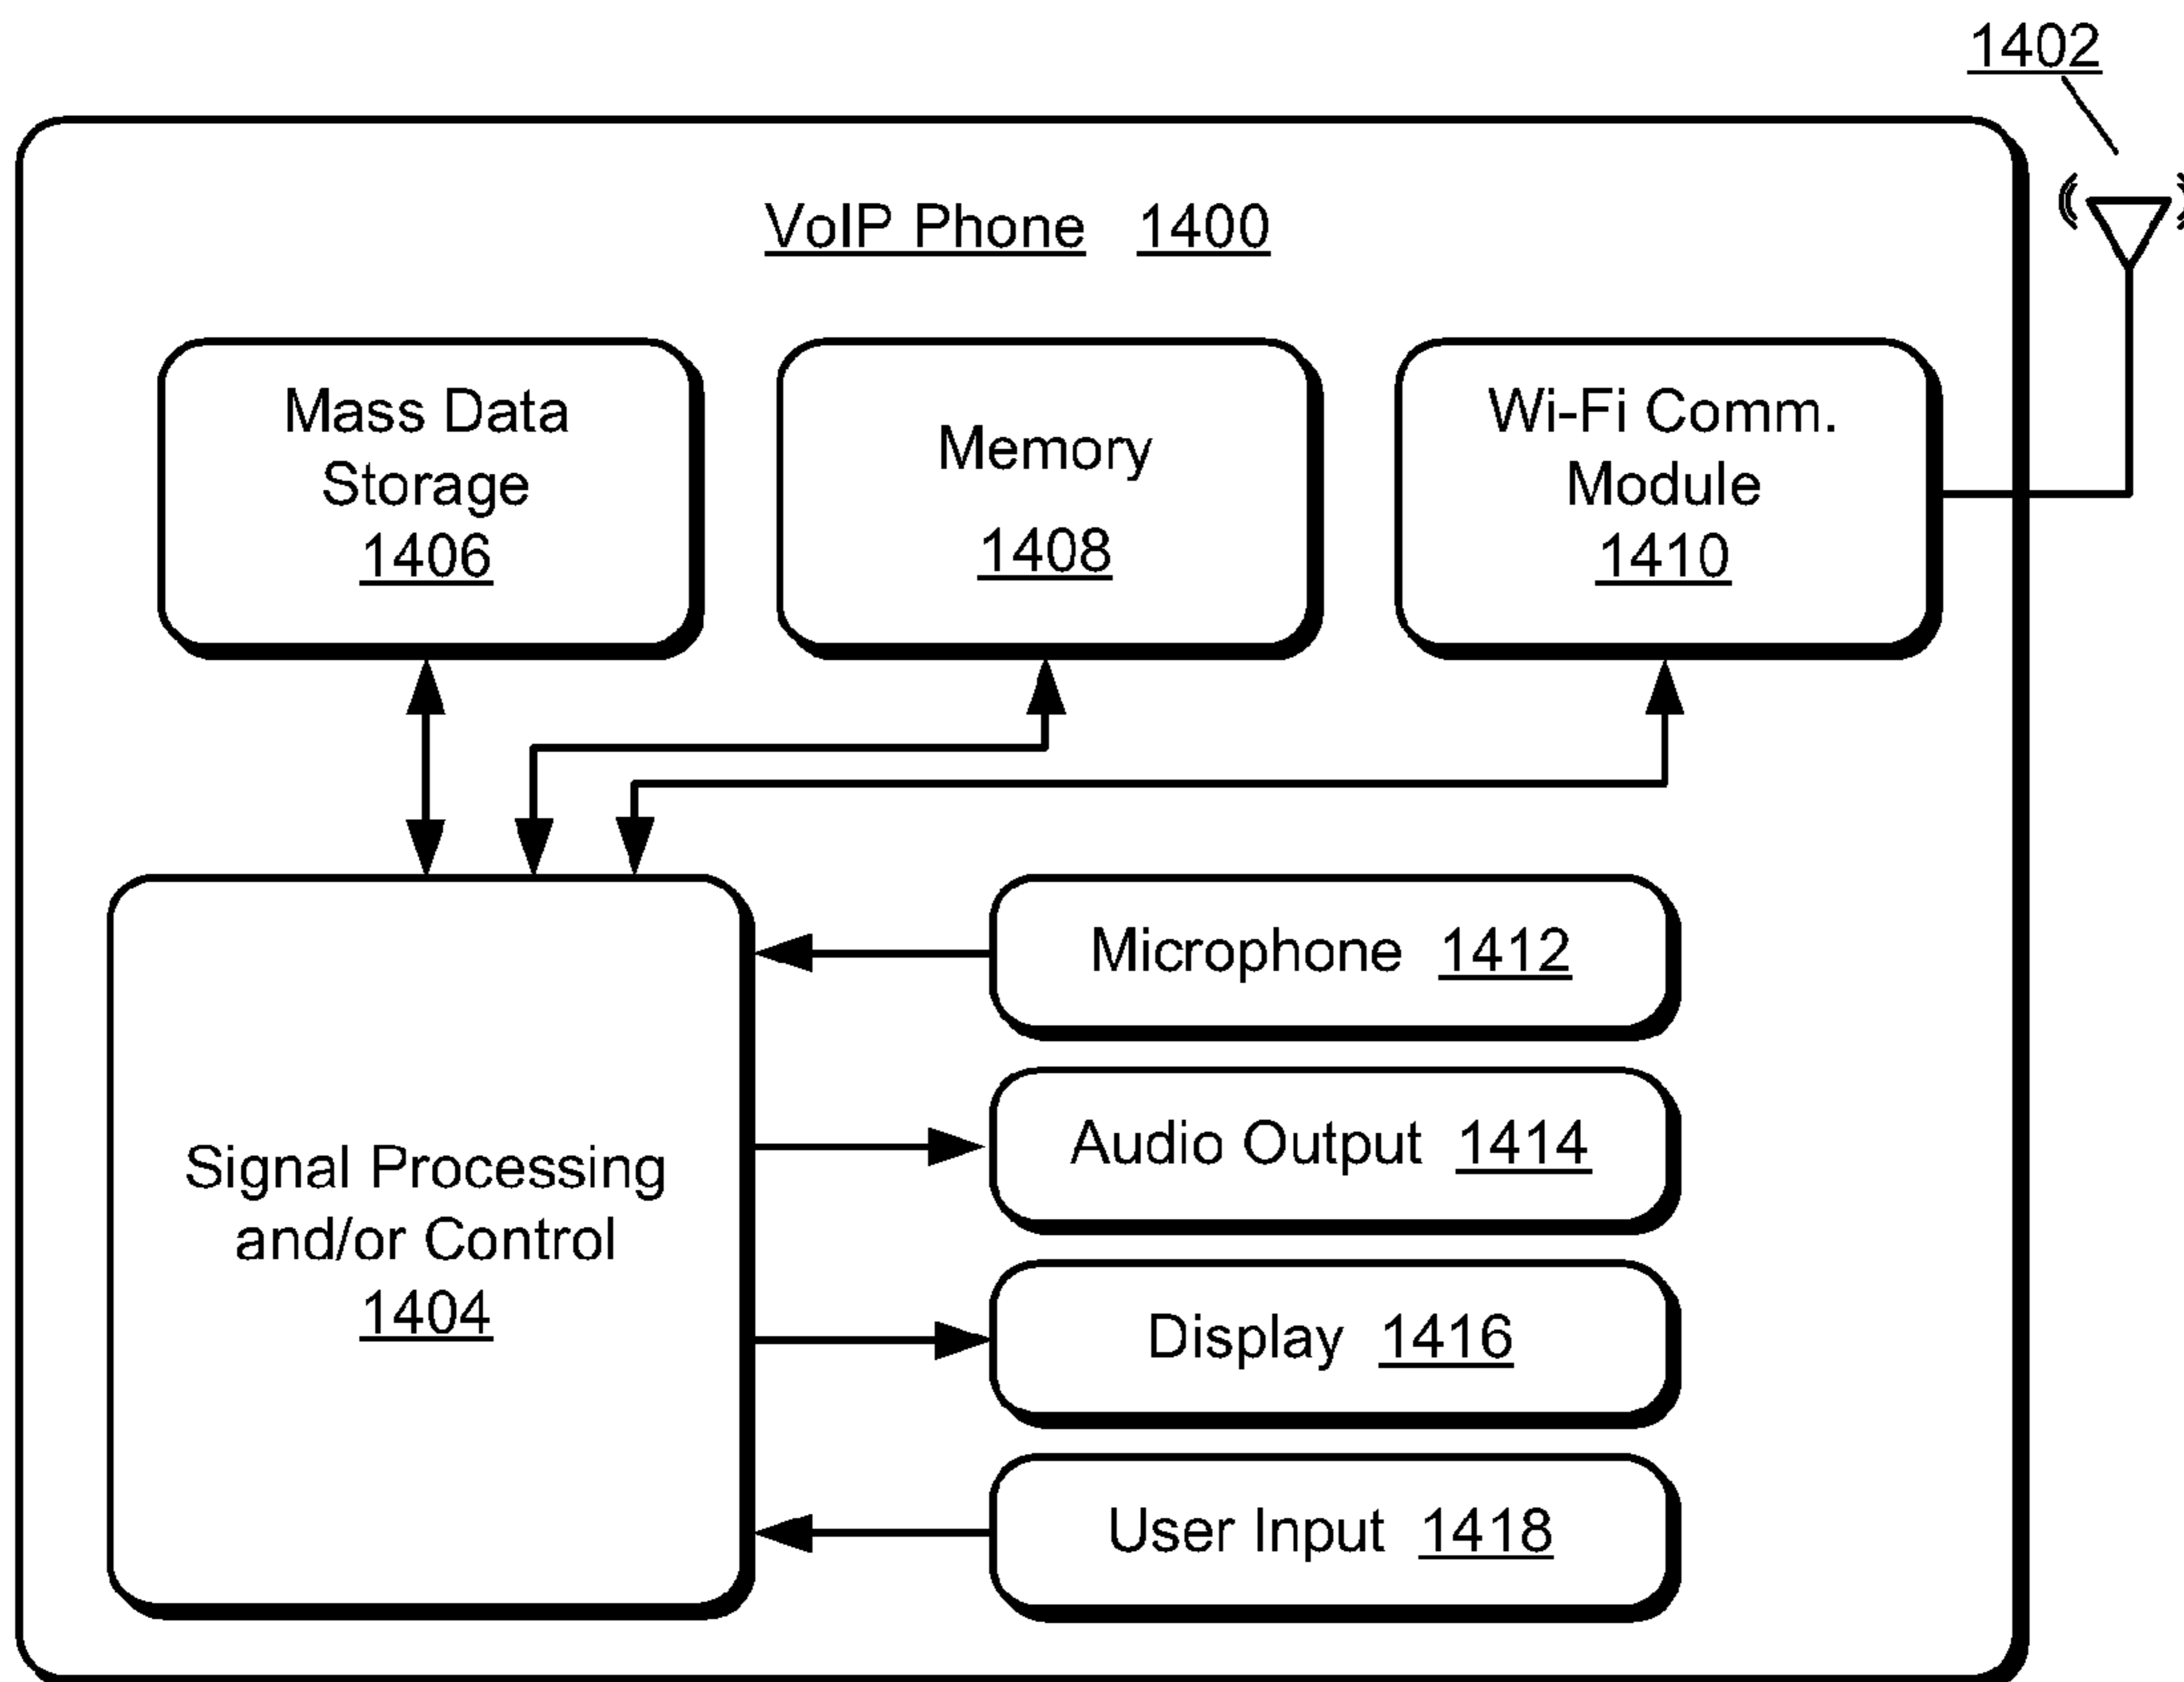 1402
VoIP Phone 1400
Mass Data
Storage
1406
Memory
1408
Wi-Fi Comm.
Module
1410
Signal Processing
and/or Control
1404
Microphone 1412
Audio Output 1414
Display 1416
User Input 1418